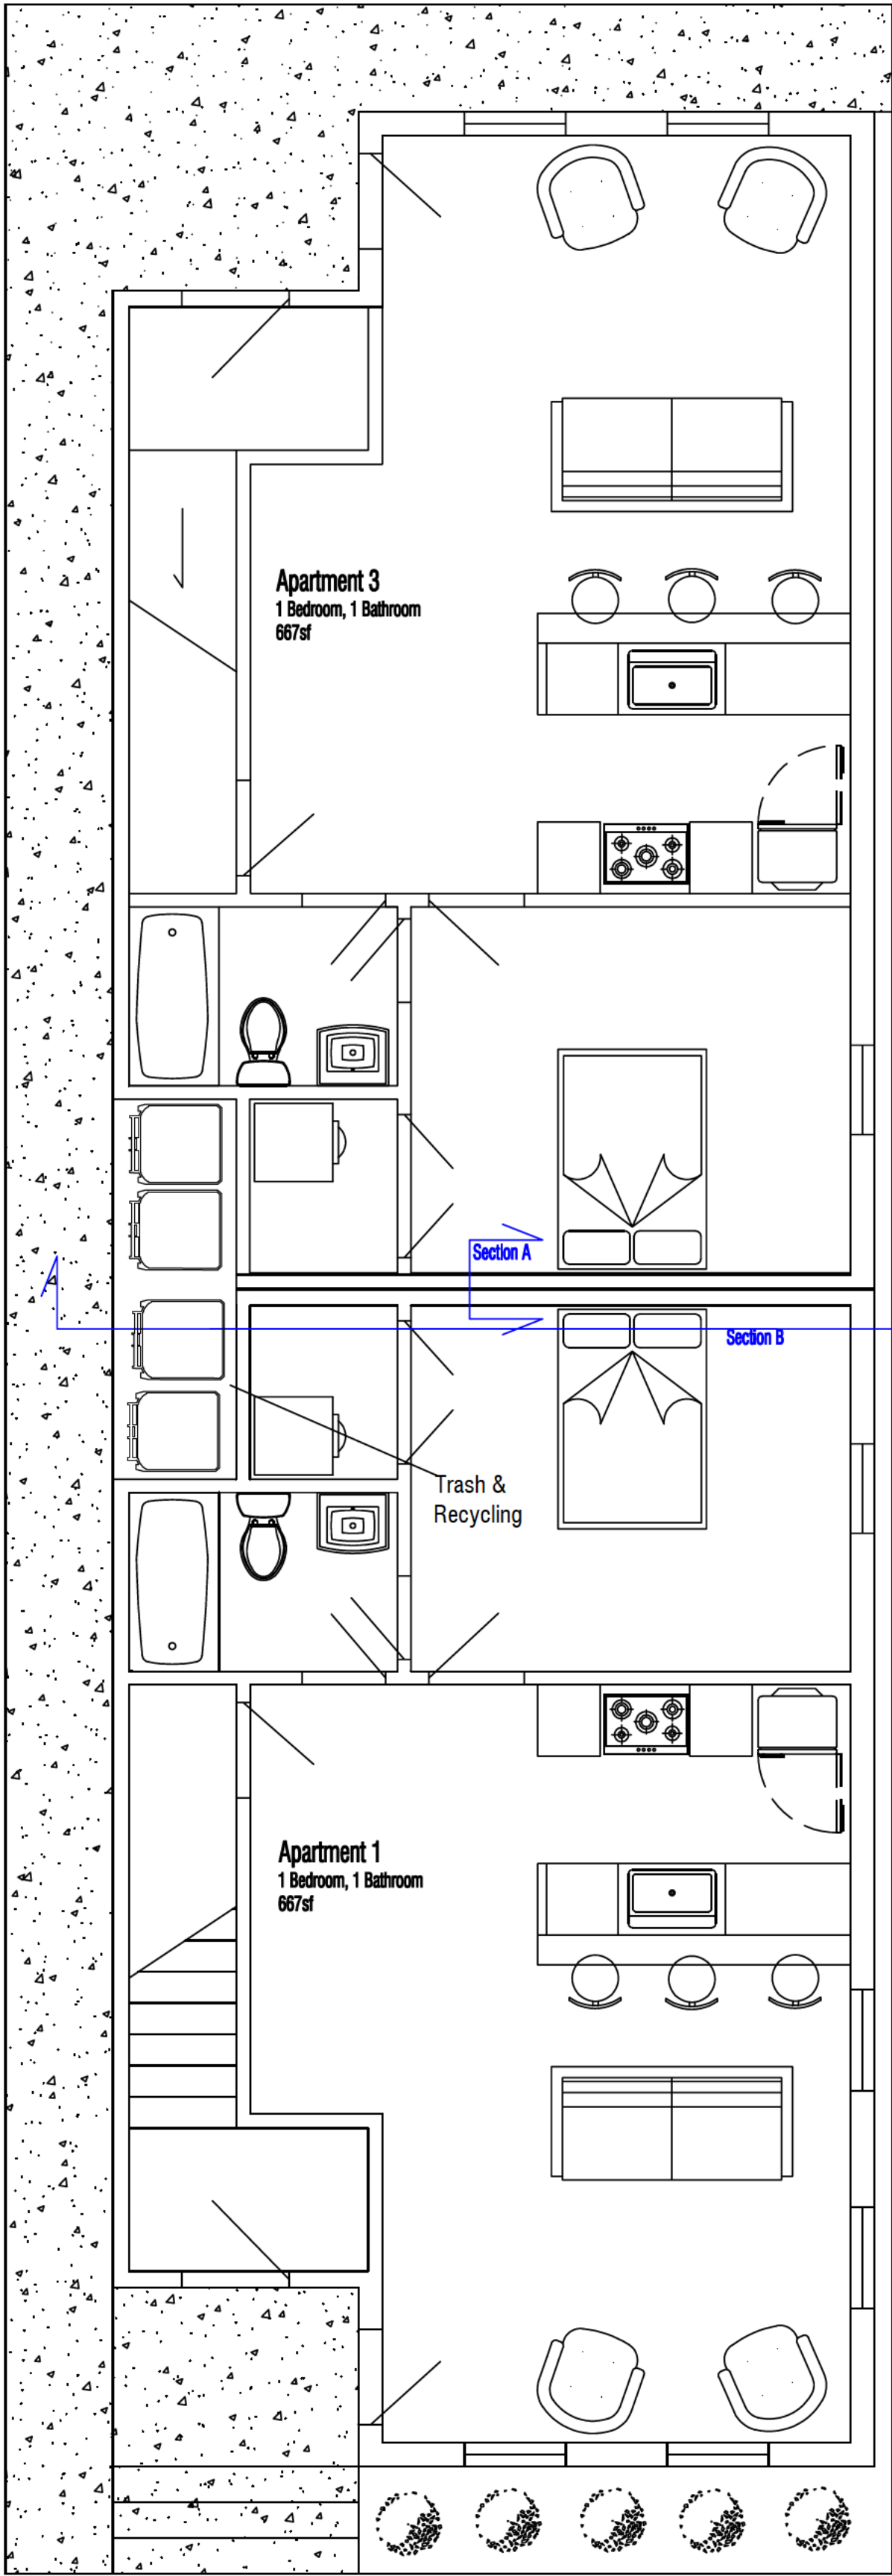 Apartment 3
1 Bedroom, 1 Bathroom
667sf
Section A
Section B
Trash &
Recycling
Apartment 1
1 Bedroom, 1 Bathroom
667sf